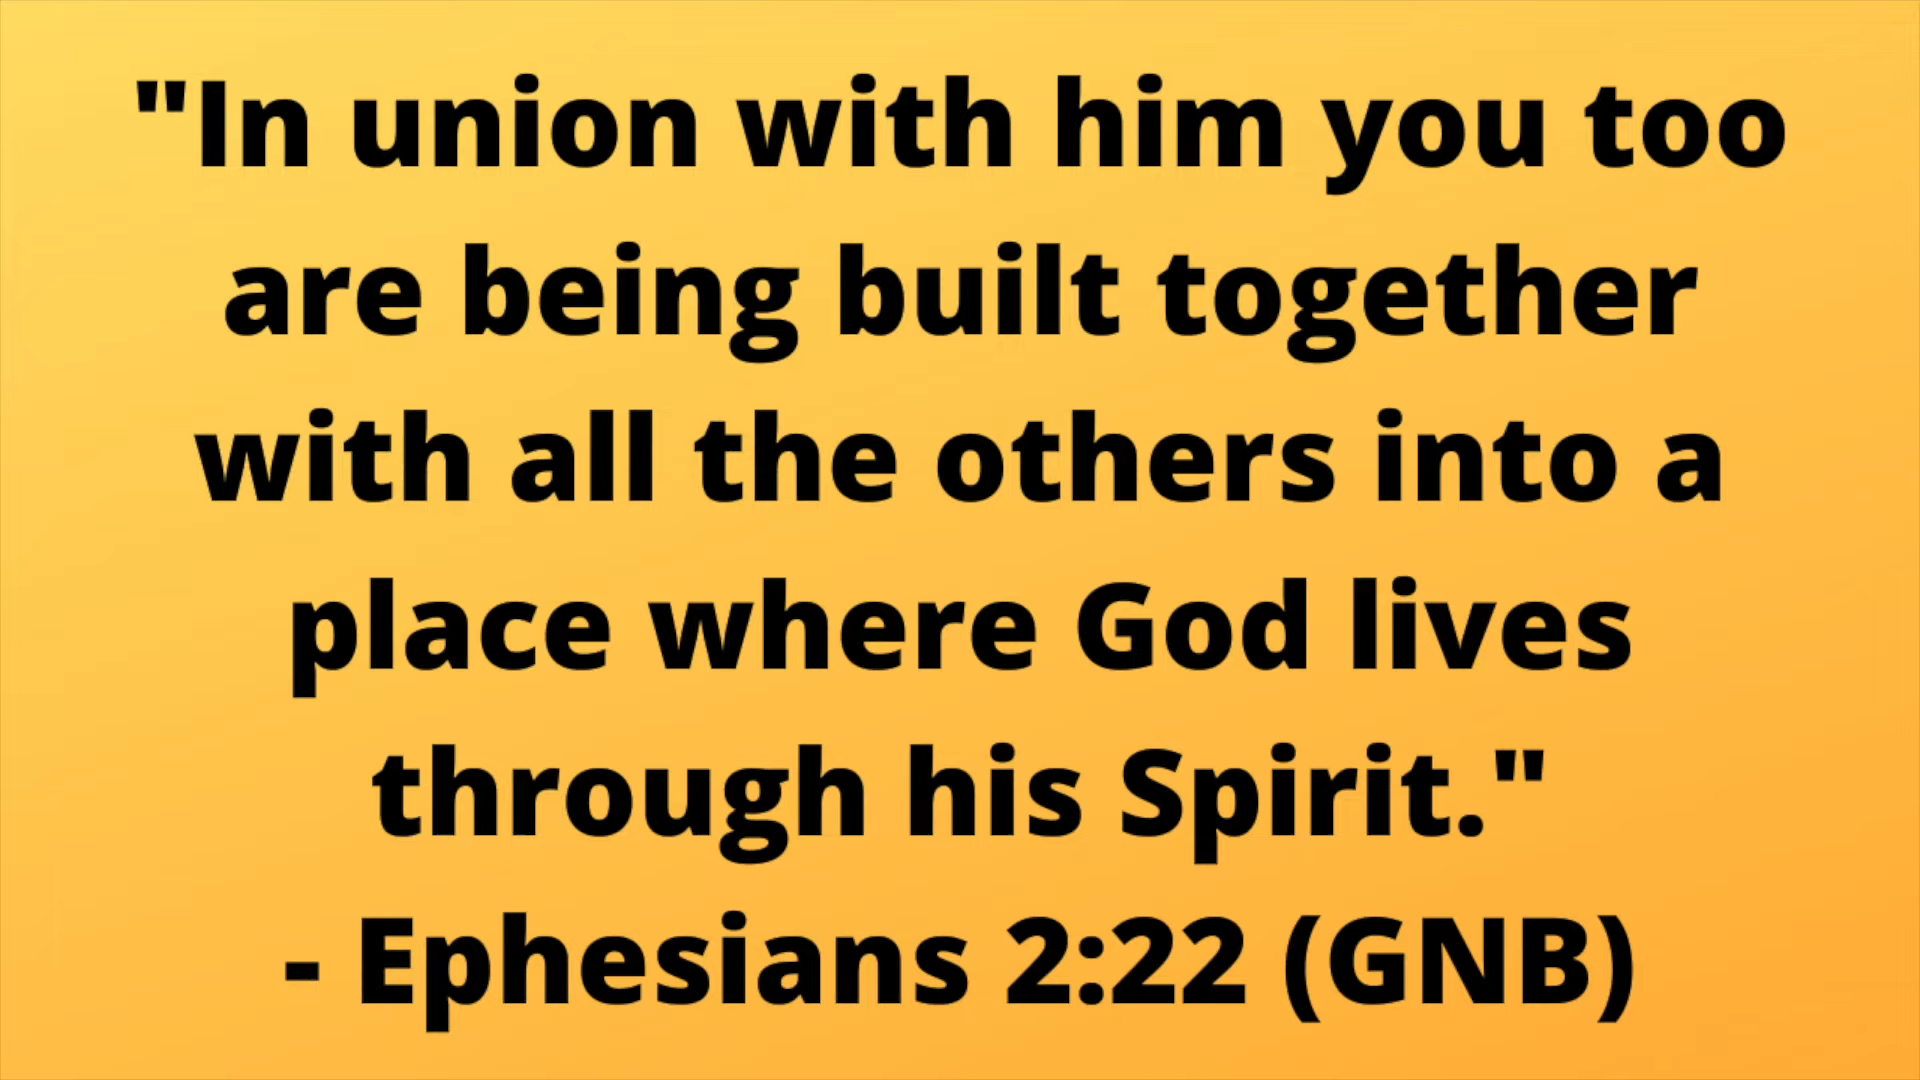 "In union with him you too
are being built together
with all the others into a
place where God lives
through his Spirit."
- Ephesians 2:22 (GNB)